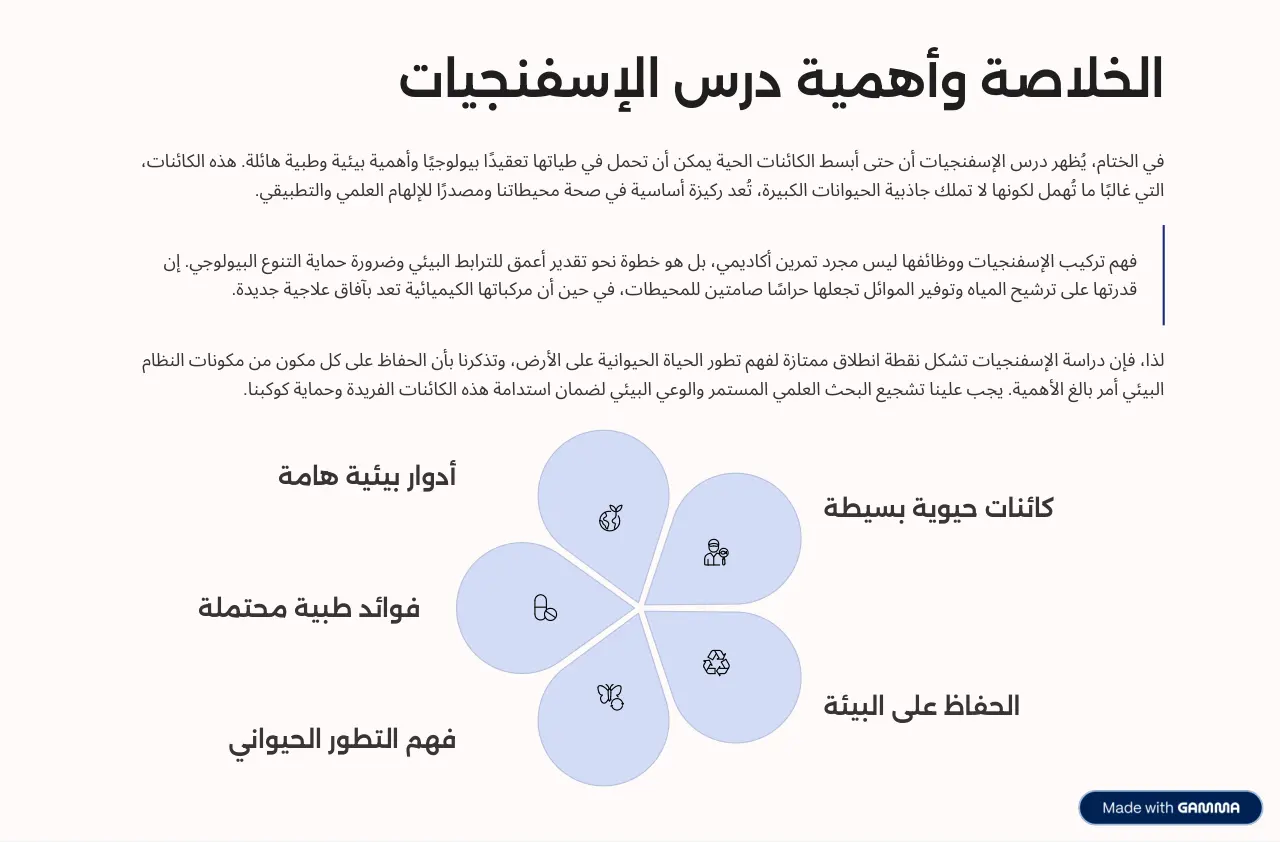 الخلاصة وأهمية درس الإسفنجيات
في الختام، يُظهر درس الإسفنجيات أن حتى أبسط الكائنات الحية يمكن أن تحمل في طياتها تعقيدًا بيولوجيًا وأهمية بيئية وطبية هائلة. هذه الكائنات،
التي غالبًا ما تُهمل لكونها لا تملك جاذبية الحيوانات الكبيرة، تُعد ركيزة أساسية في صحة محيطاتنا ومصدرًا للإلهام العلمي والتطبيقي.
فهم تركيب الإسفنجيات ووظائفها ليس مجرد تمرين أكاديمي، بل هو خطوة نحو تقدير أعمق للترابط البيئي وضرورة حماية التنوع البيولوجي. إن
قدرتها على ترشيح المياه وتوفير الموائل تجعلها حراسًا صامتين للمحيطات، في حين أن مركباتها الكيميائية تعد بآفاق علاجية جديدة.
لذا، فإن دراسة الإسفنجيات تشكل نقطة انطلاق ممتازة لفهم تطور الحياة الحيوانية على الأرض، وتذكرنا بأن الحفاظ على كل مكون من مكونات النظام
البيئي أمر بالغ الأهمية. يجب علينا تشجيع البحث العلمي المستمر والوعي البيئي لضمان استدامة هذه الكائنات الفريدة وحماية كوكبنا.
كائنات حيوية بسيطة
الحفاظ على البيئة
أدوار بيئية هامة
فوائد طبية محتملة
فهم التطور الحيواني
Made with GAMMA